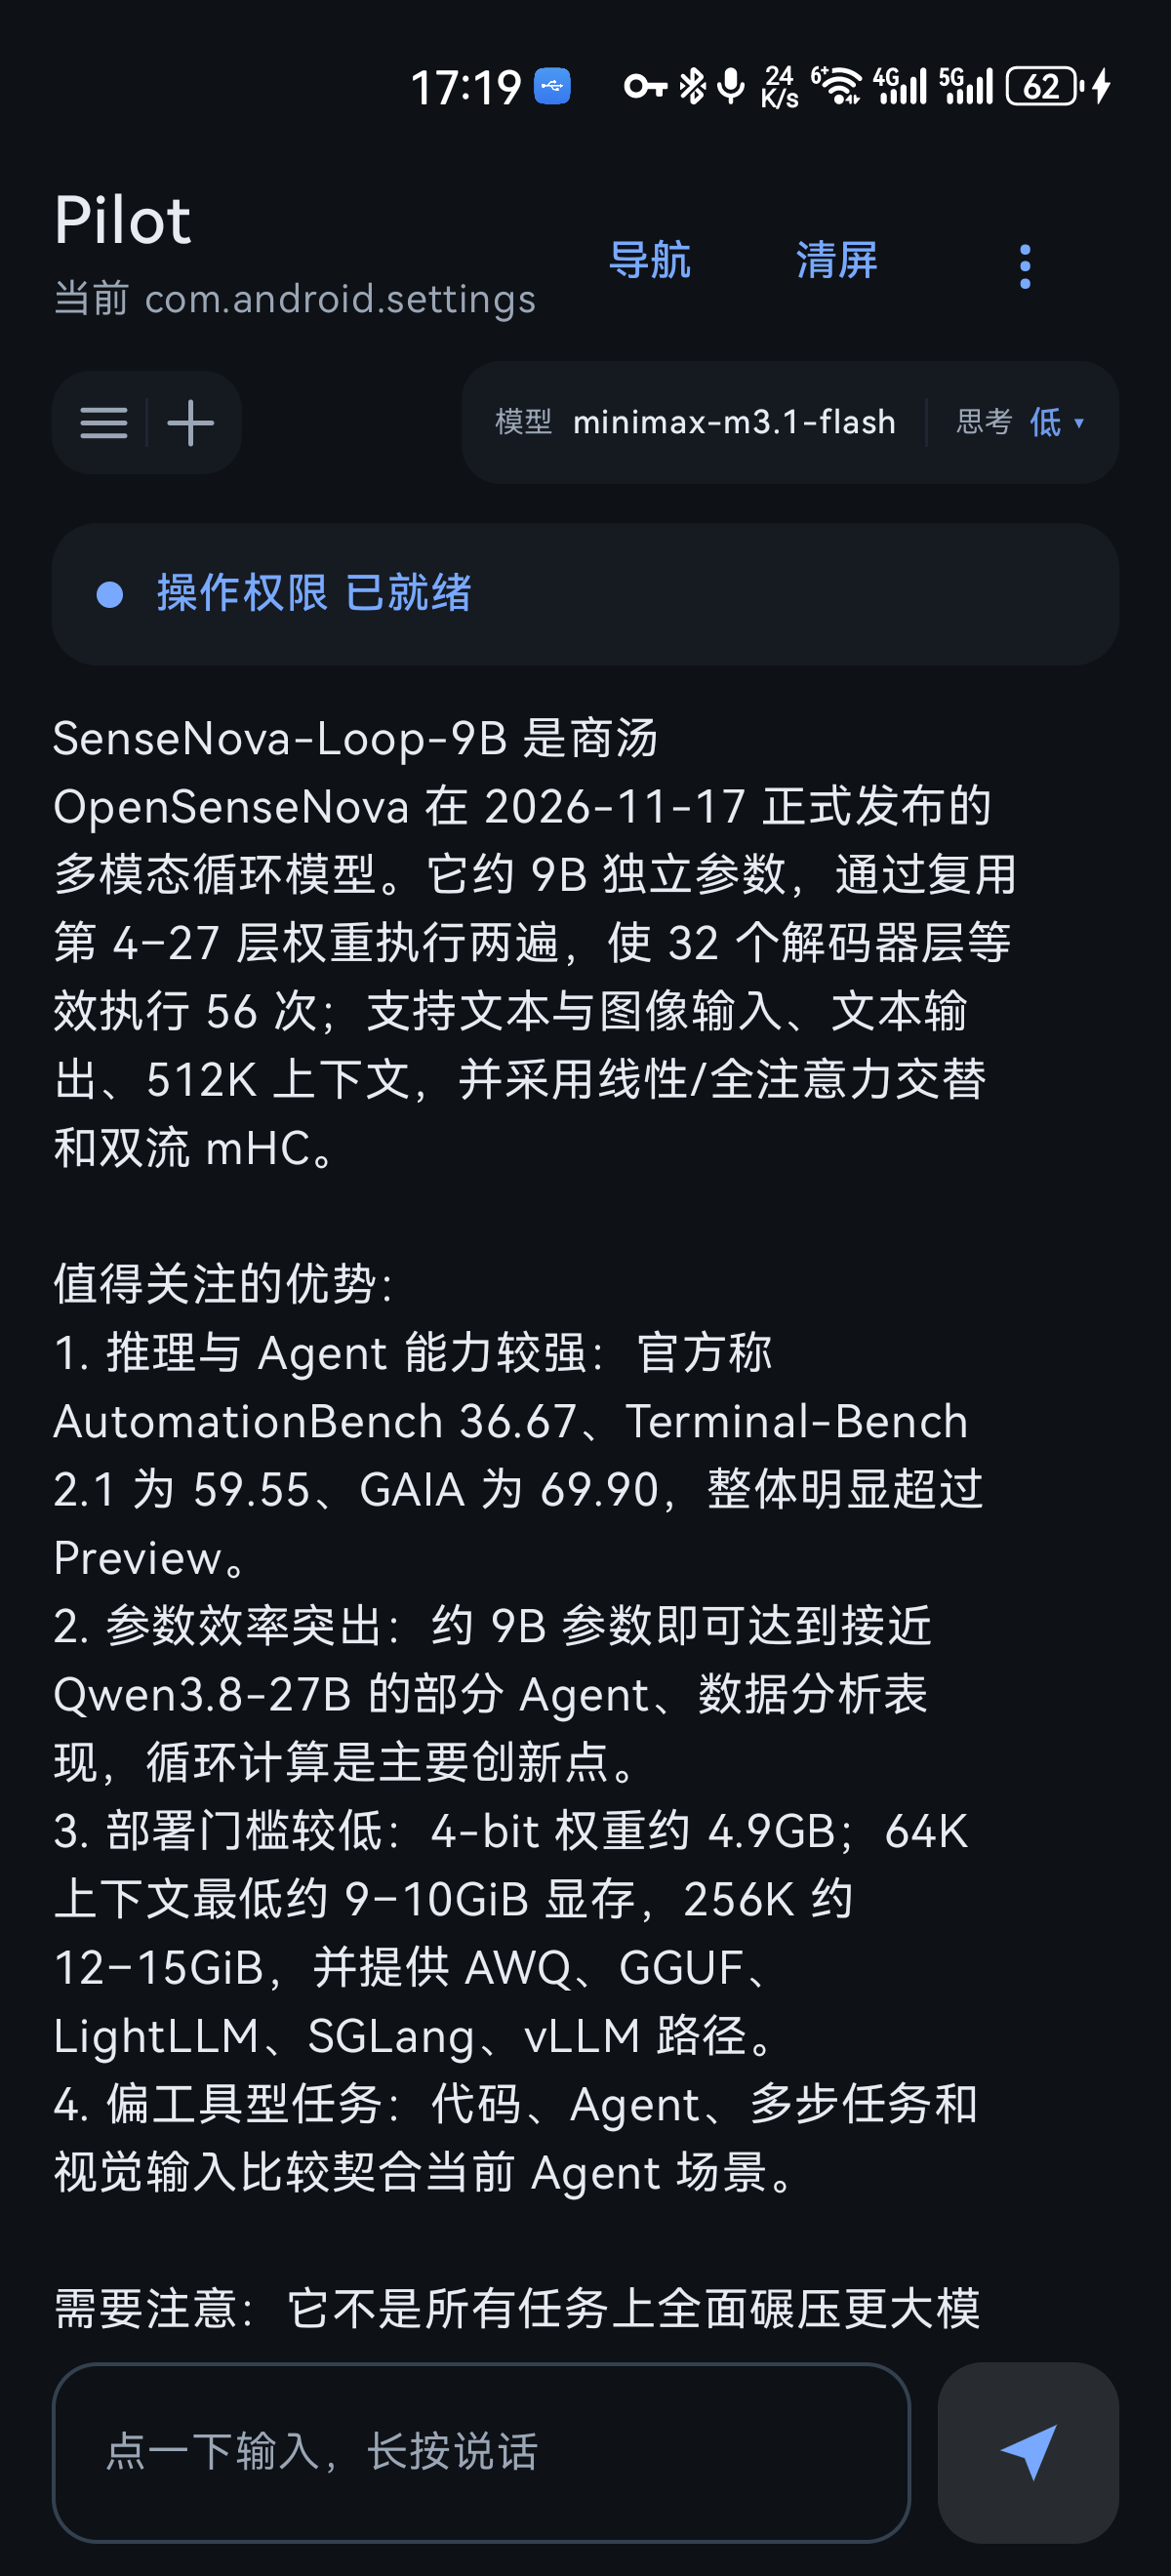 17:19
24 K/s
6+
4G
5G
62
Pilot
当前 com.android.settings
导航
清屏
模型 minimax-m3.1-flash
思考 低
操作权限 已就绪
SenseNova-Loop-9B 是商汤
OpenSenseNova 在 2026-11-17 正式发布的
多模态循环模型。它约 9B 独立参数，通过复用
第 4–27 层权重执行两遍，使 32 个解码器层等
效执行 56 次；支持文本与图像输入、文本输
出、512K 上下文，并采用线性/全注意力交替
和双流 mHC。
值得关注的优势：
1. 推理与 Agent 能力较强：官方称
AutomationBench 36.67、Terminal-Bench
2.1 为 59.55、GAIA 为 69.90，整体明显超过
Preview。
2. 参数效率突出：约 9B 参数即可达到接近
Qwen3.8-27B 的部分 Agent、数据分析表
现，循环计算是主要创新点。
3. 部署门槛较低：4-bit 权重约 4.9GB；64K
上下文最低约 9–10GiB 显存，256K 约
12–15GiB，并提供 AWQ、GGUF、
LightLLM、SGLang、vLLM 路径。
4. 偏工具型任务：代码、Agent、多步任务和
视觉输入比较契合当前 Agent 场景。
需要注意：它不是所有任务上全面碾压更大模
点一下输入，长按说话